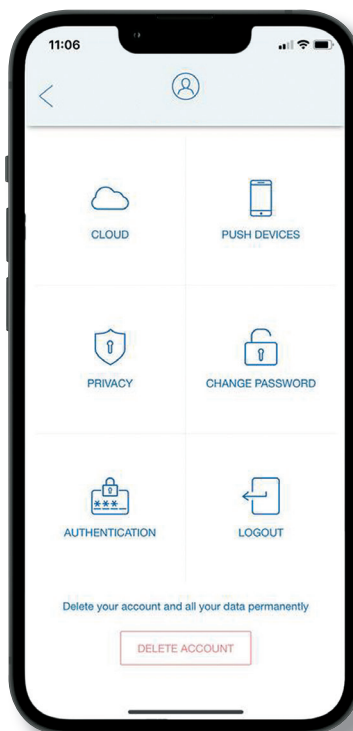 11:06
CLOUD
PUSH DEVICES
PRIVACY
CHANGE PASSWORD
***
AUTHENTICATION
LOGOUT
Delete your account and all your data permanently
DELETE ACCOUNT